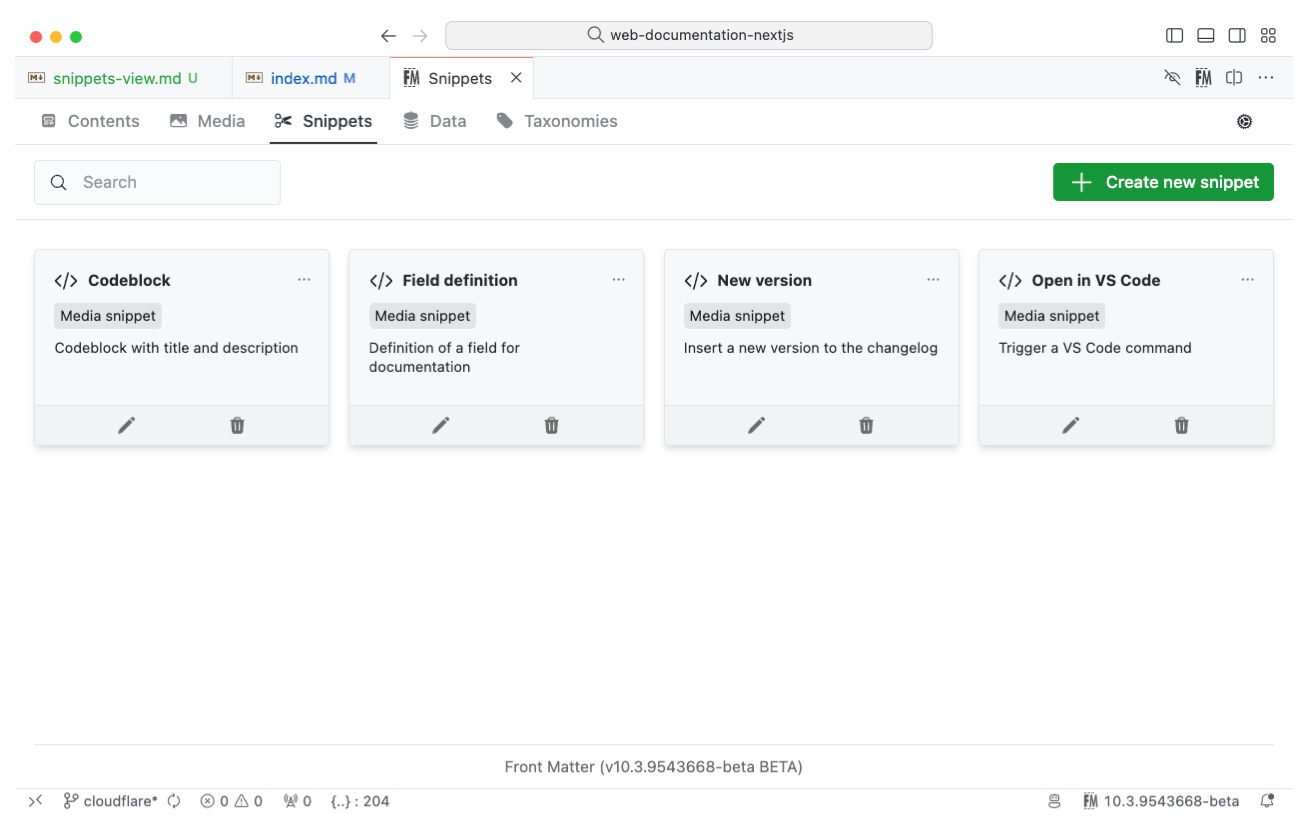 web-documentation-nextjs
snippets-view.md U
index.md M
FM Snippets
FM
Contents Media Snippets Data Taxonomies
Search
Create new snippet
</> Codeblock
Media snippet
Codeblock with title and description
</> Field definition
Media snippet
Definition of a field for
documentation
</> New version
Media snippet
Insert a new version to the changelog
</> Open in VS Code
Media snippet
Trigger a VS Code command
Front Matter (v10.3.9543668-beta BETA)
cloudflare* 0 0 0 {..} : 204 FM 10.3.9543668-beta